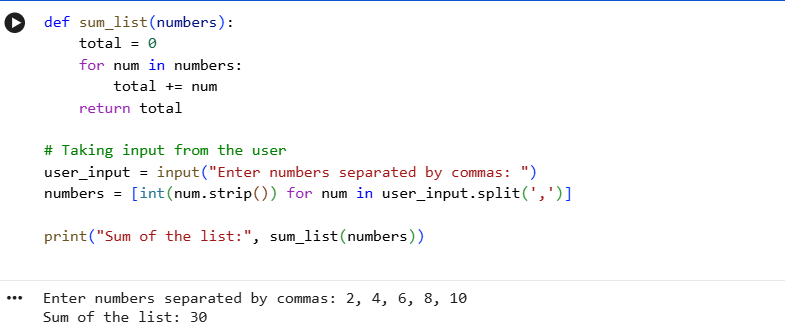 def sum_list(numbers):
    total = 0
    for num in numbers:
        total += num
    return total
# Taking input from the user
user_input = input("Enter numbers separated by commas: ")
numbers = [int(num.strip()) for num in user_input.split(',')]
print("Sum of the list:", sum_list(numbers))
Enter numbers separated by commas: 2, 4, 6, 8, 10
Sum of the list: 30